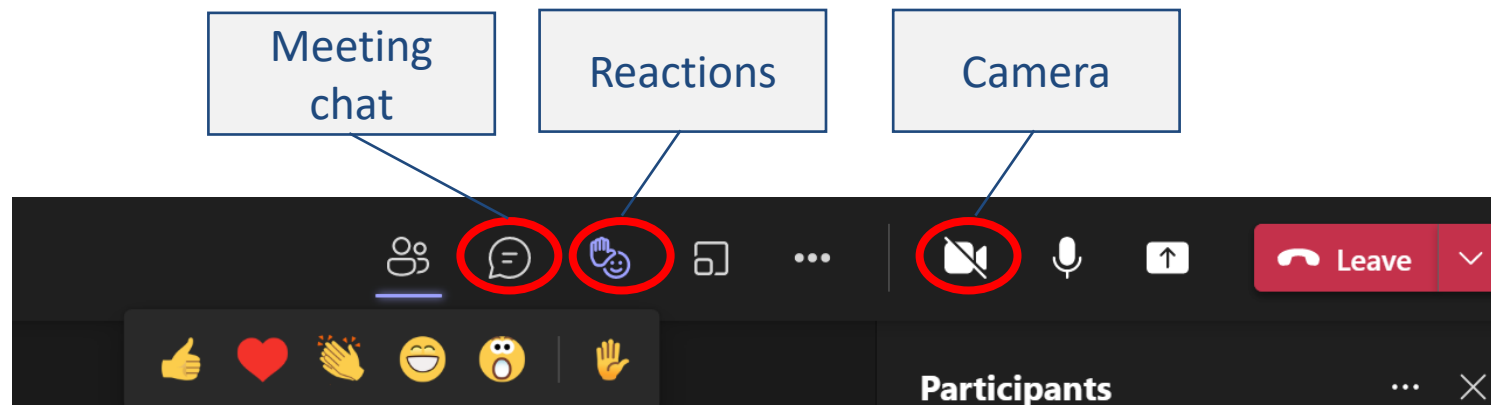 Meeting
chat
Reactions
Camera
Leave
Participants